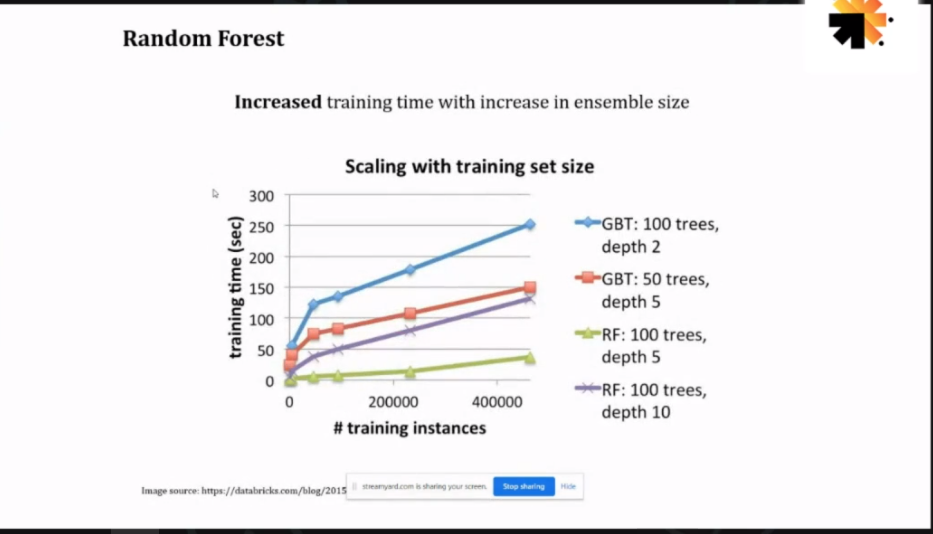 Random Forest
Increased training time with increase in ensemble size
Scaling with training set size
300
250
200
150
100
50
0
training time (sec)
0 200000 400000
# training instances
GBT: 100 trees,
depth 2
GBT: 50 trees,
depth 5
RF: 100 trees,
depth 5
RF: 100 trees,
depth 10
Image source: https://databricks.com/blog/2015
streamyard.com is sharing your screen. Stop sharing Hide